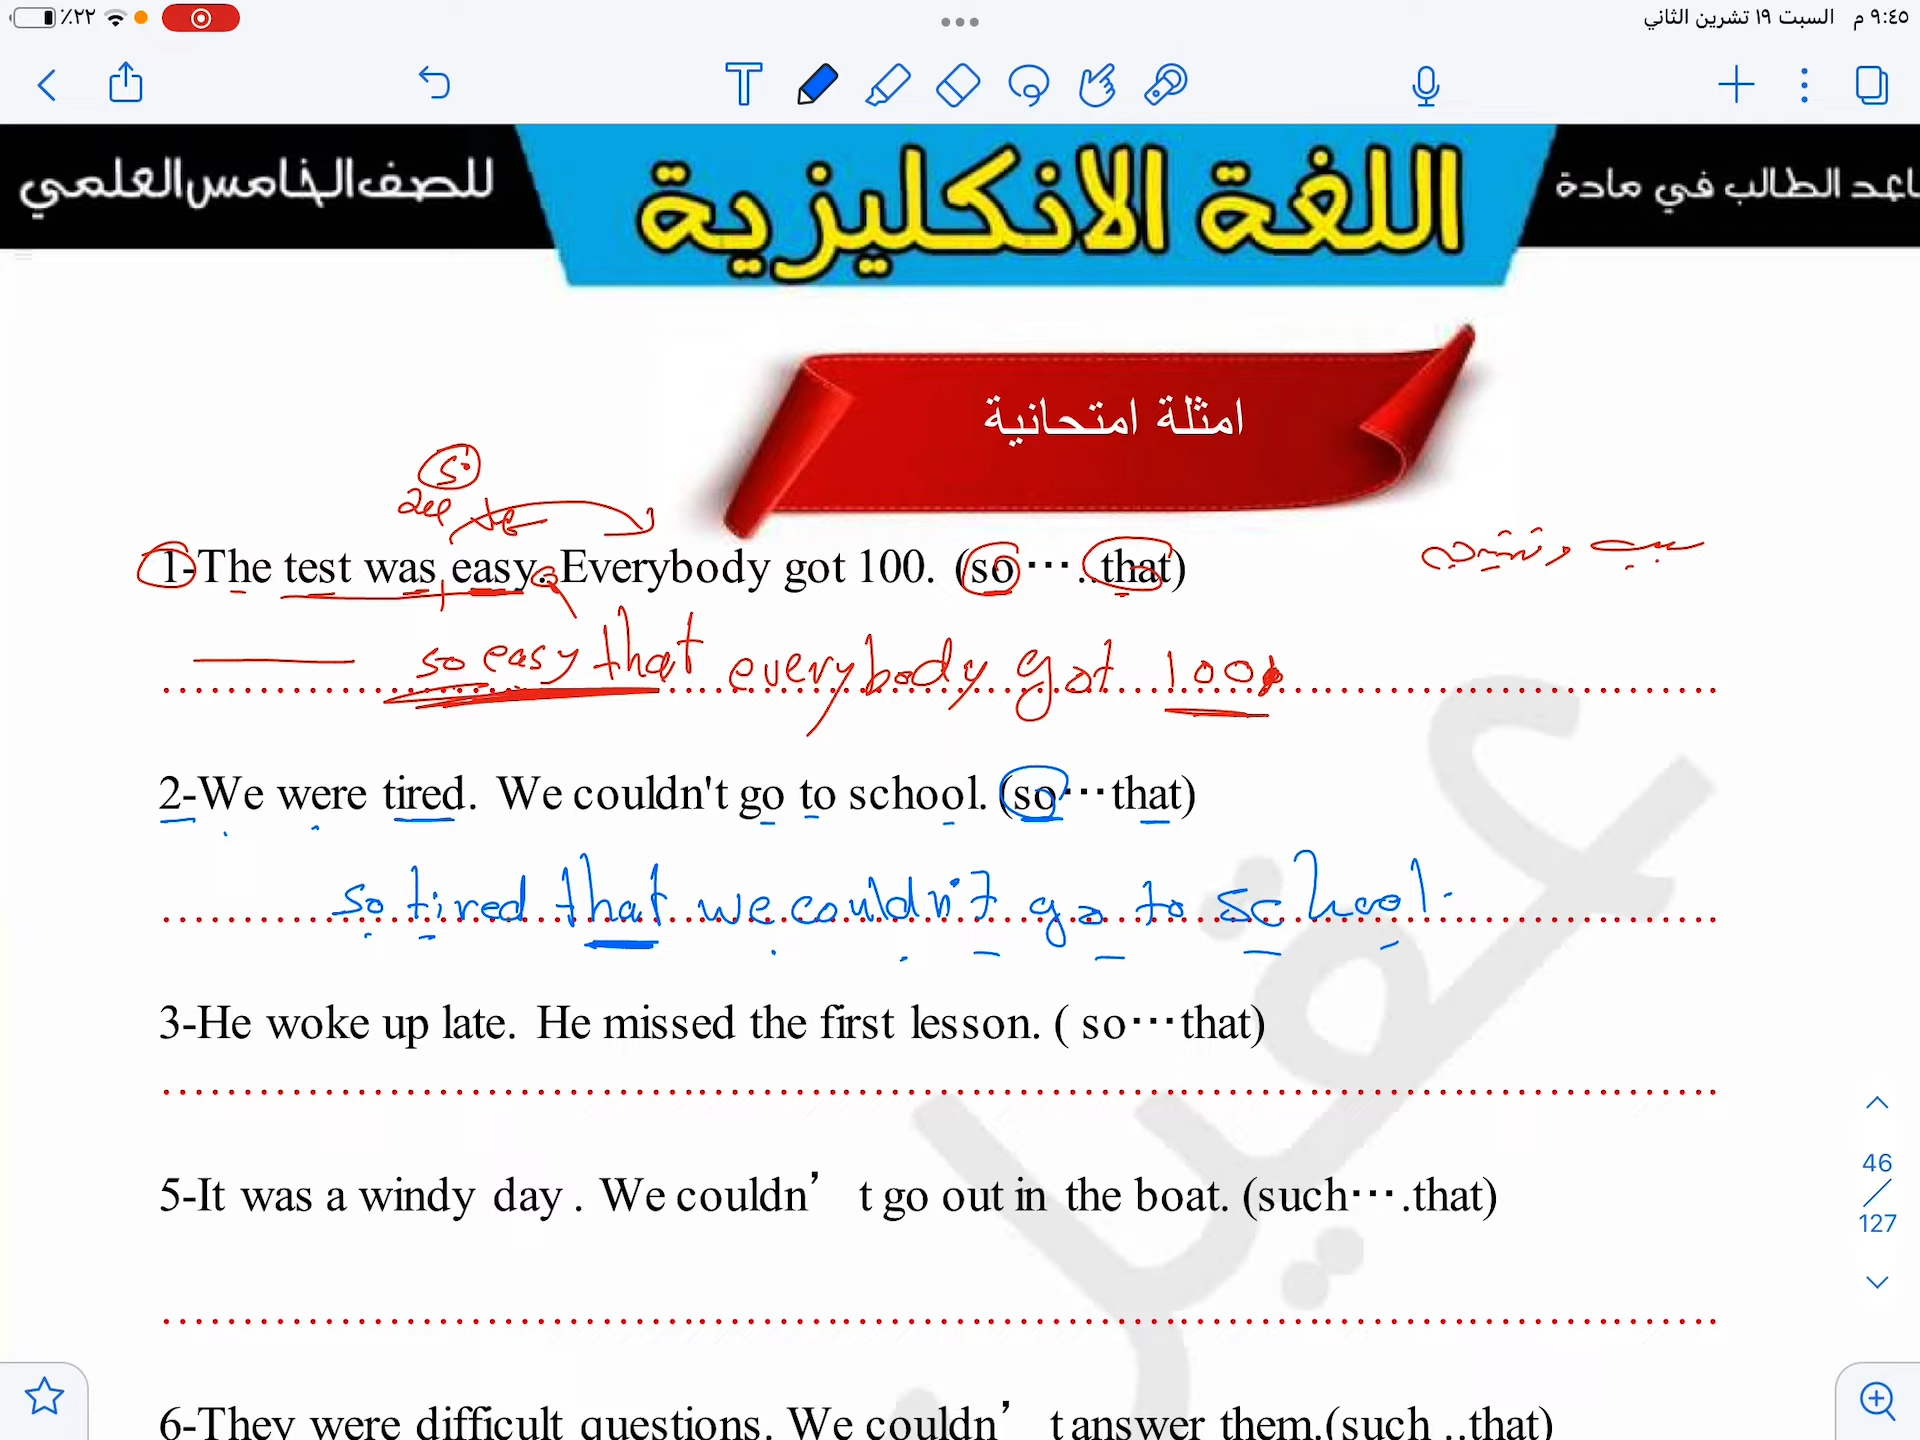 ٪٢٢
٩:٤٥ م السبت ١٩ تشرين الثاني
اعد الطالب في مادة
اللغة الانكليزية
للصف الخامس العلمي
امثلة امتحانية
so
1-The test was easy. Everybody got 100. (so⋯..that)
سبب ونتيجة
so easy that everybody got 100.
2-We were tired. We couldn't go to school. (so⋯that)
so tired that we couldn't go to school.
3-He woke up late. He missed the first lesson. ( so⋯that)
5-It was a windy day . We couldn’ t go out in the boat. (such⋯.that)
46
127
6-They were difficult questions. We couldn’ t answer them.(such ..that)